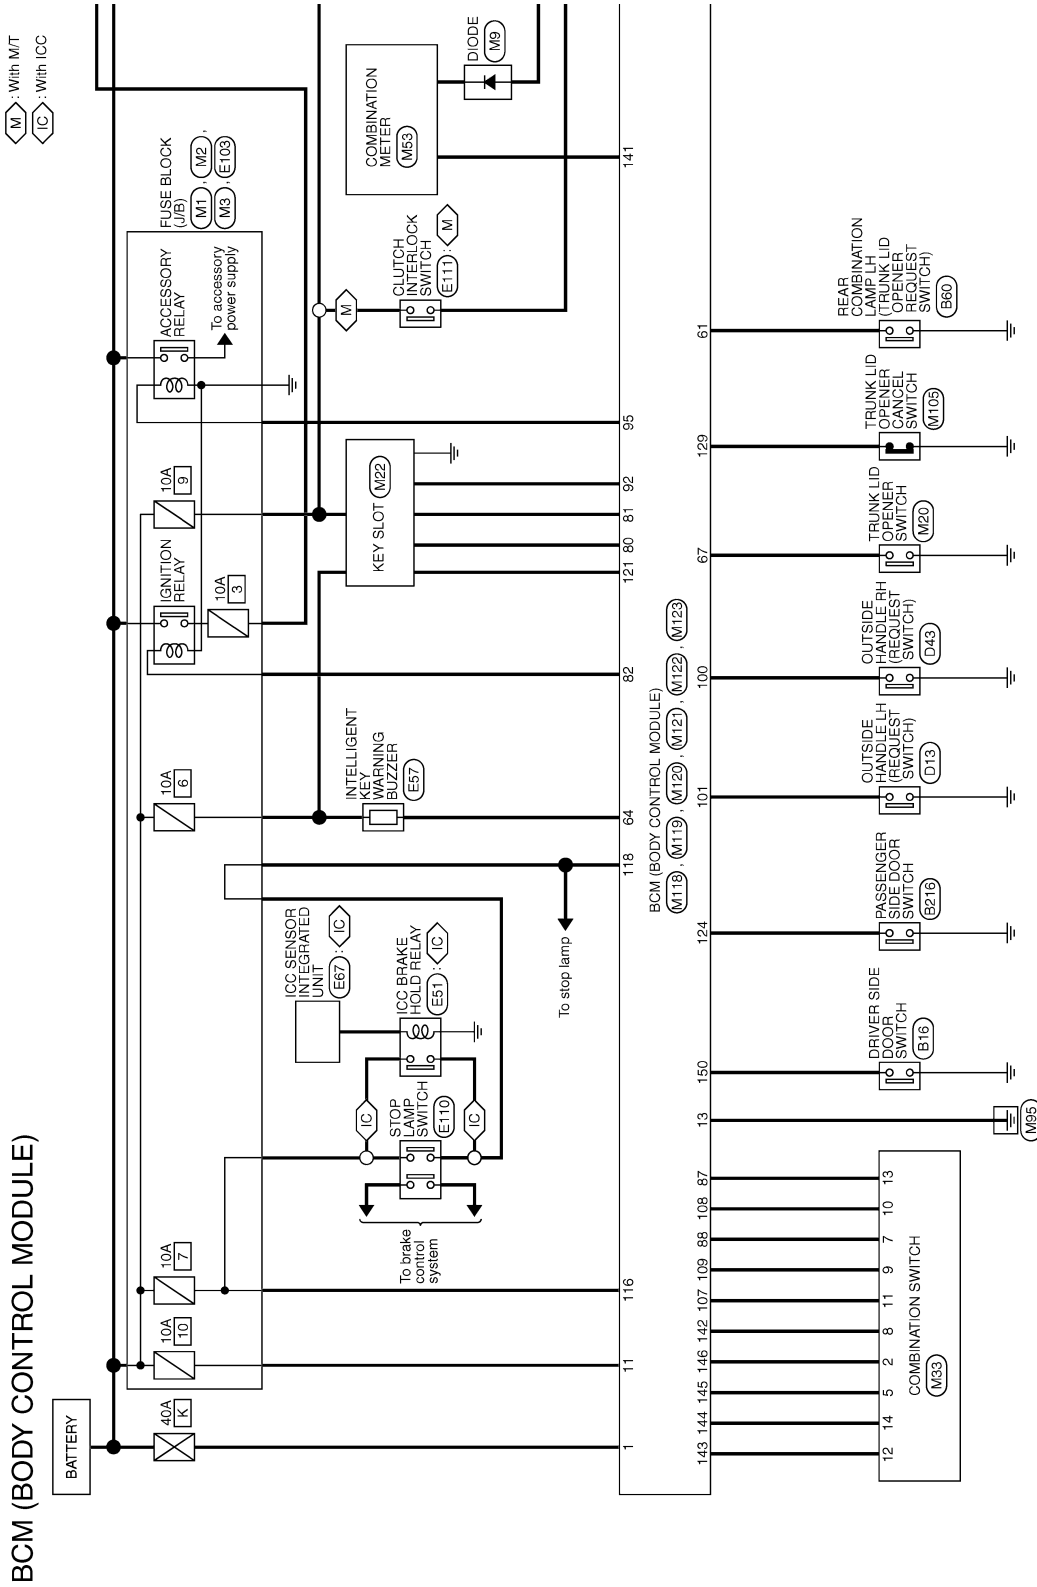 BCM (BODY CONTROL MODULE)
M : With M/T
IC : With ICC
BATTERY
40A
K
10A
10
10A
7
10A
6
IGNITION
RELAY
10A
3
10A
9
ACCESSORY
RELAY
To accessory
power supply
FUSE BLOCK
(J/B)
M1 , M2 ,
M3 , E103
To brake
control
system
STOP
LAMP
SWITCH
E110
IC
IC
ICC SENSOR
INTEGRATED
UNIT
E67 : IC
ICC BRAKE
HOLD RELAY
E51 : IC
To stop lamp
INTELLIGENT
KEY
WARNING
BUZZER
E57
KEY SLOT
M22
M
CLUTCH
INTERLOCK
SWITCH
E111 : M
COMBINATION
METER
M53
DIODE
M9
1
11
116
118
64
82
121
80
81
92
95
141
BCM (BODY CONTROL MODULE)
M118 , M119 , M120 , M121 , M122 , M123
143
144
145
146
142
107
109
88
108
87
13
150
124
101
100
67
129
61
12
14
5
2
8
11
9
7
10
13
COMBINATION SWITCH
M33
M95
DRIVER SIDE
DOOR
SWITCH
B16
PASSENGER
SIDE DOOR
SWITCH
B216
OUTSIDE
HANDLE LH
(REQUEST
SWITCH)
D13
OUTSIDE
HANDLE RH
(REQUEST
SWITCH)
D43
TRUNK LID
OPENER
SWITCH
M20
TRUNK LID
OPENER
CANCEL
SWITCH
M105
REAR
COMBINATION
LAMP LH
(TRUNK LID
OPENER
REQUEST
SWITCH)
B60